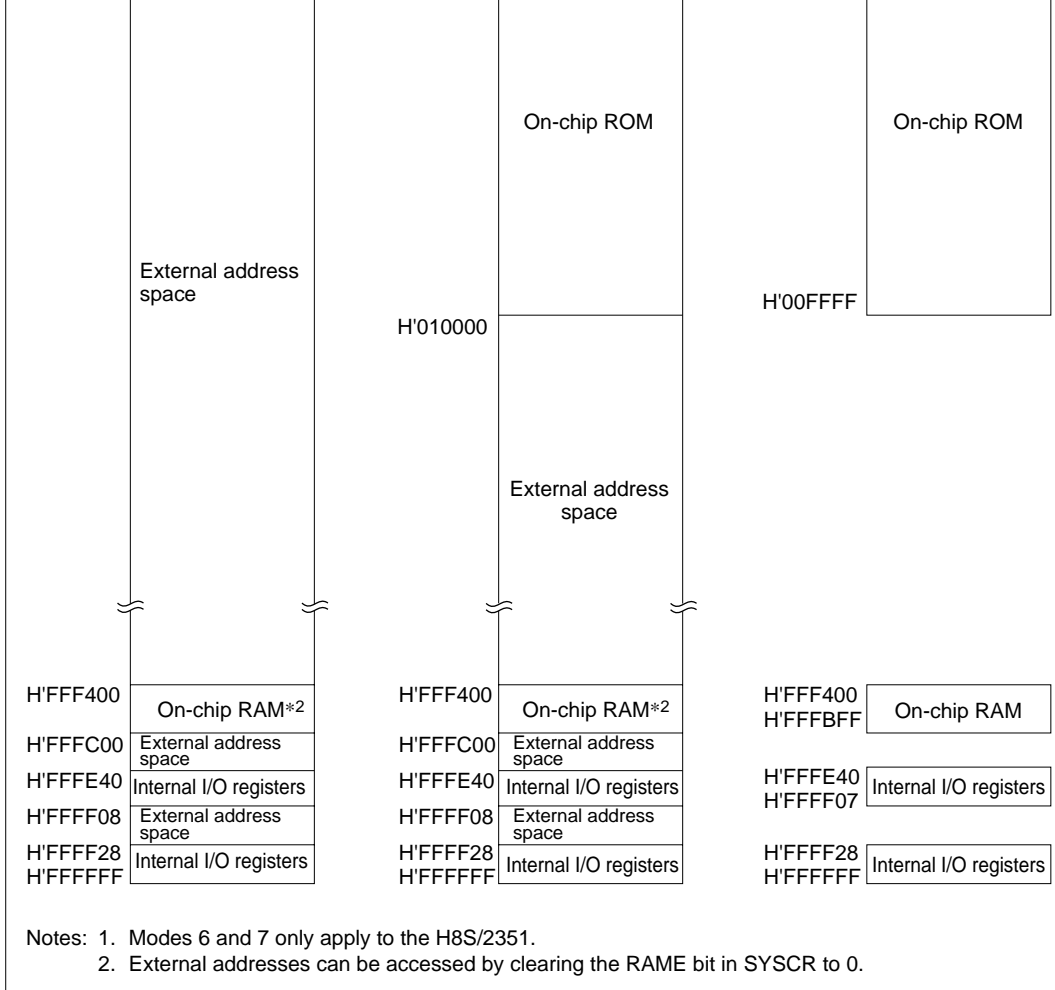 On-chip ROM
On-chip ROM
External address
space
H'00FFFF
H'010000
External address
space
H'FFF400
On-chip RAM*2
H'FFFC00
External address
space
H'FFFE40
Internal I/O registers
H'FFFF08
External address
space
H'FFFF28
Internal I/O registers
H'FFFFFF
H'FFF400
On-chip RAM*2
H'FFFC00
External address
space
H'FFFE40
Internal I/O registers
H'FFFF08
External address
space
H'FFFF28
Internal I/O registers
H'FFFFFF
H'FFF400
On-chip RAM
H'FFFBFF
H'FFFE40
Internal I/O registers
H'FFFF07
H'FFFF28
Internal I/O registers
H'FFFFFF
Notes: 1. Modes 6 and 7 only apply to the H8S/2351.
2. External addresses can be accessed by clearing the RAME bit in SYSCR to 0.